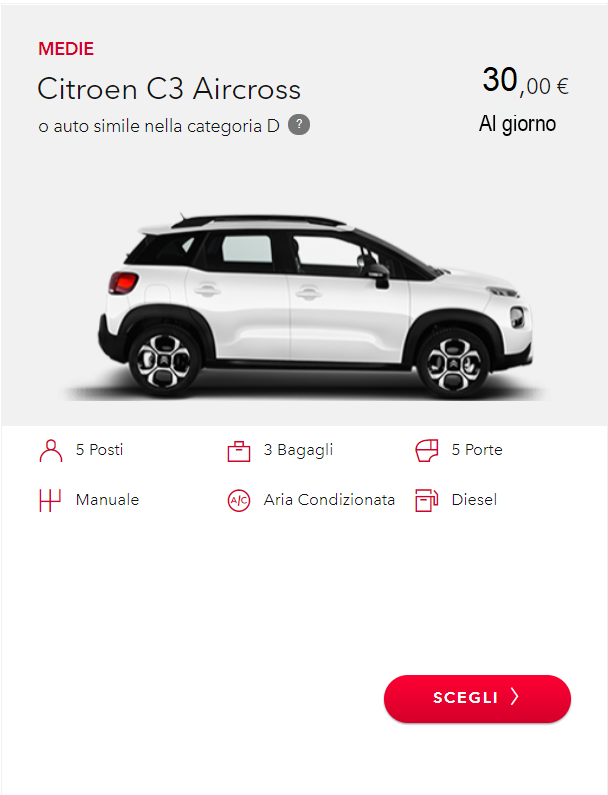 MEDIE
Citroen C3 Aircross
30,00 €
o auto simile nella categoria D ?
Al giorno
5 Posti
3 Bagagli
5 Porte
Manuale
A/C Aria Condizionata
Diesel
SCEGLI